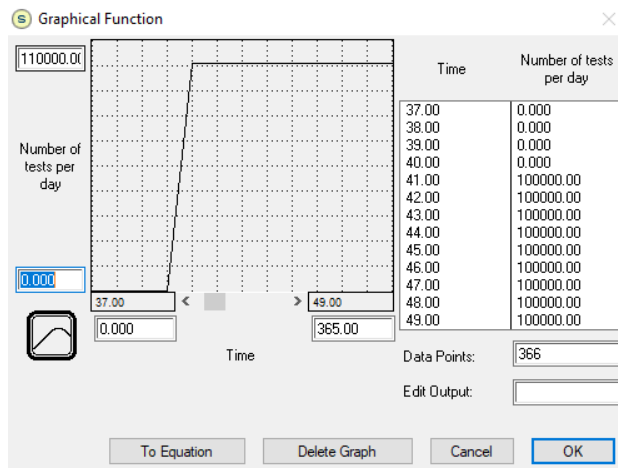 S Graphical Function
110000.00
Number of
tests per
day
0.000
37.00 < > 49.00
0.000 365.00
Time
Time Number of tests
per day
37.00 0.000
38.00 0.000
39.00 0.000
40.00 0.000
41.00 100000.00
42.00 100000.00
43.00 100000.00
44.00 100000.00
45.00 100000.00
46.00 100000.00
47.00 100000.00
48.00 100000.00
49.00 100000.00
Data Points: 366
Edit Output:
To Equation Delete Graph Cancel OK